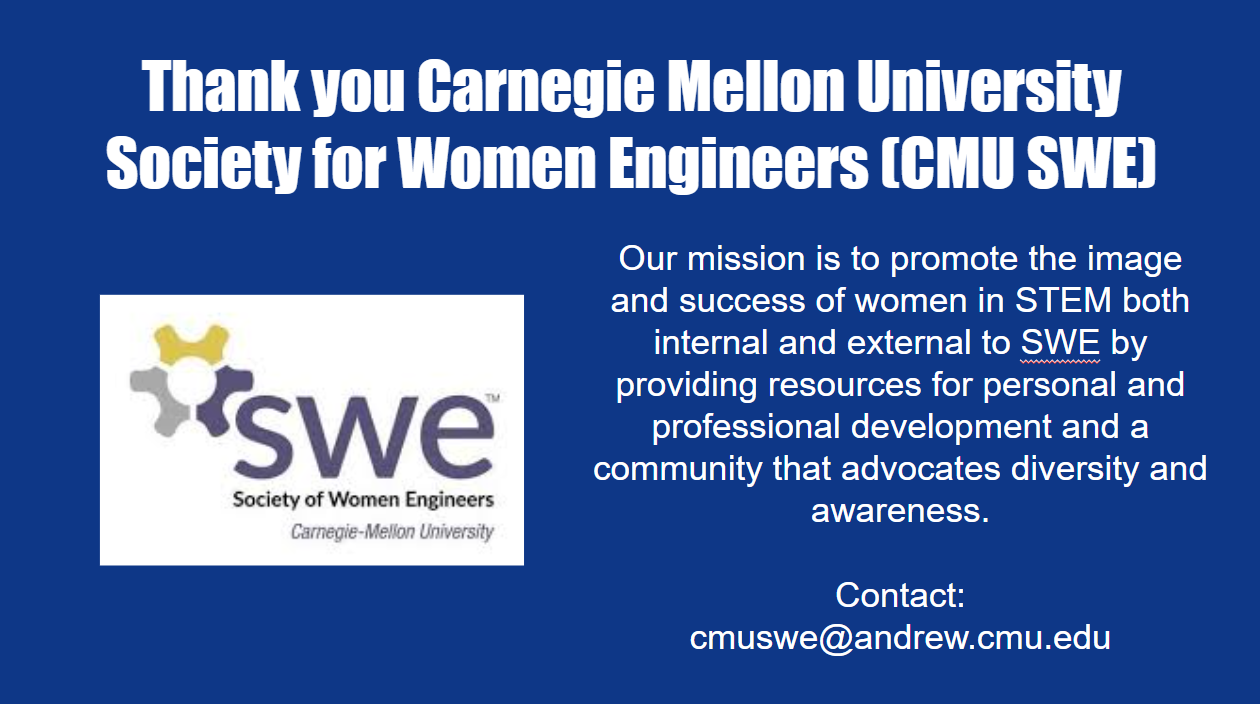 Thank you Carnegie Mellon University
Society for Women Engineers (CMU SWE)
swe™
Society of Women Engineers
Carnegie-Mellon University
Our mission is to promote the image
and success of women in STEM both
internal and external to SWE by
providing resources for personal and
professional development and a
community that advocates diversity and
awareness.
Contact:
cmuswe@andrew.cmu.edu